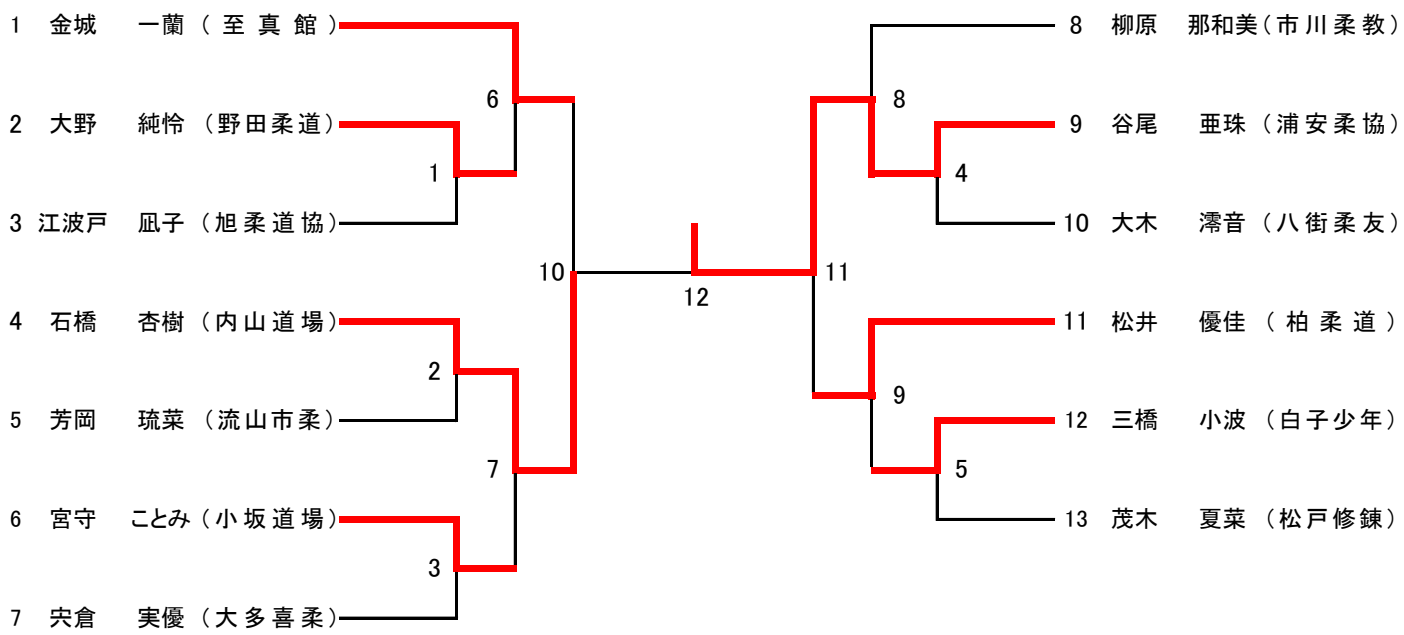 1 金城 一蘭 （至真館） 8 柳原 那和美（市川柔教）
6 8
2 大野 純怜 （野田柔道） 9 谷尾 亜珠 （浦安柔協）
1 4
3 江波戸 凪子 （旭柔道協） 10 大木 澪音 （八街柔友）
10 11
12
4 石橋 杏樹 （内山道場） 11 松井 優佳 （柏柔道）
2 9
5 芳岡 琉菜 （流山市柔） 12 三橋 小波 （白子少年）
7 5
6 宮守 ことみ （小坂道場） 13 茂木 夏菜 （松戸修錬）
3
7 宍倉 実優 （大多喜柔）